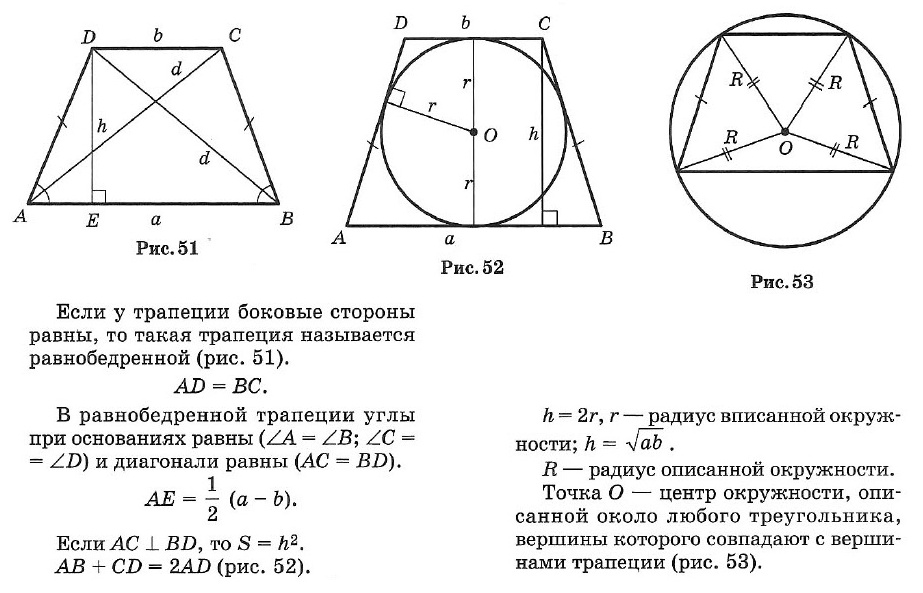 D b C
d
h
d
A E a B
Рис. 51
D b C
r
r
O
h
r
A a B
Рис. 52
R R
R O R
Рис. 53
Если у трапеции боковые стороны
равны, то такая трапеция называется
равнобедренной (рис. 51).
AD = BC.
В равнобедренной трапеции углы
при основаниях равны (∠A = ∠B; ∠C =
= ∠D) и диагонали равны (AC = BD).
AE = 1/2 (a – b).
Если AC ⊥ BD, то S = h².
AB + CD = 2AD (рис. 52).
h = 2r, r — радиус вписанной окруж-
ности; h = √ab .
R — радиус описанной окружности.
Точка O — центр окружности, опи-
санной около любого треугольника,
вершины которого совпадают с верши-
нами трапеции (рис. 53).